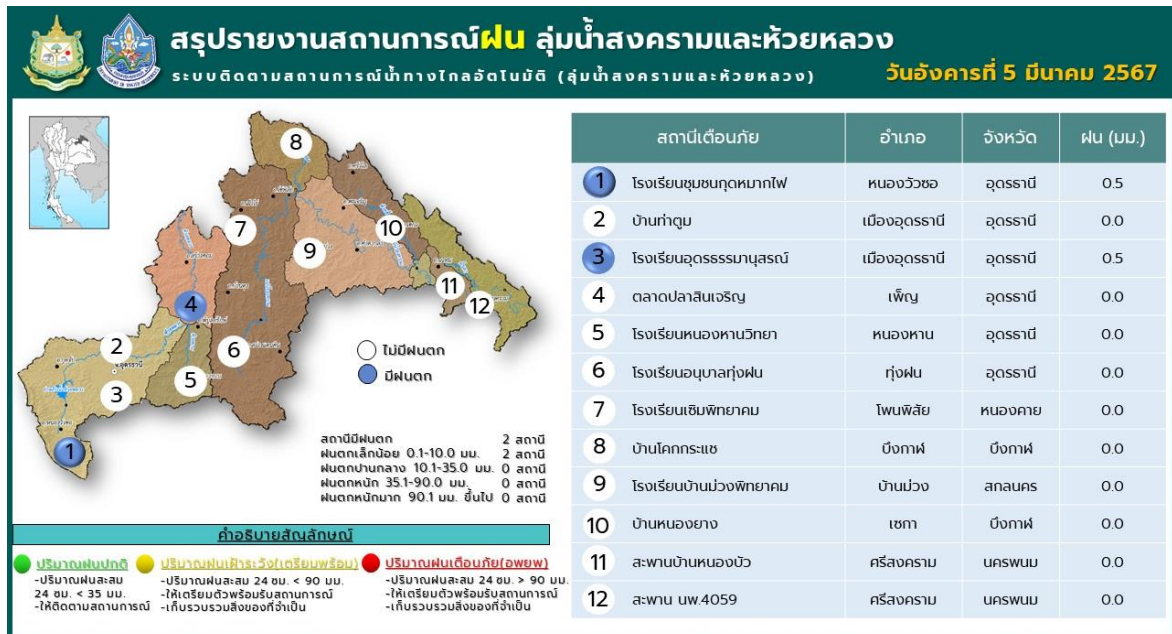 สรุปรายงานสถานการณ์ฝน ลุ่มน้ำสงครามและห้วยหลวง
ระบบติดตามสถานการณ์น้ำทางไกลอัตโนมัติ (ลุ่มน้ำสงครามและห้วยหลวง)
วันอังคารที่ 5 มีนาคม 2567
8
7
9
10
11
12
4
2
6
5
3
1
อุดรธานี
ไม่มีฝนตก
มีฝนตก
สถานีมีฝนตก 2 สถานี
ฝนตกเล็กน้อย 0.1-10.0 มม. 2 สถานี
ฝนตกปานกลาง 10.1-35.0 มม. 0 สถานี
ฝนตกหนัก 35.1-90.0 มม. 0 สถานี
ฝนตกหนักมาก 90.1 มม. ขึ้นไป 0 สถานี
คำอธิบายสัญลักษณ์
ปริมาณฝนปกติ
-ปริมาณฝนสะสม
24 ชม. < 35 มม.
-ให้ติดตามสถานการณ์
ปริมาณฝนเฝ้าระวัง(เตรียมพร้อม)
-ปริมาณฝนสะสม 24 ชม. < 90 มม.
-ให้เตรียมตัวพร้อมรับสถานการณ์
-เก็บรวบรวมสิ่งของที่จำเป็น
ปริมาณฝนเตือนภัย(อพยพ)
-ปริมาณฝนสะสม 24 ชม. > 90 มม.
-ให้เตรียมตัวพร้อมรับสถานการณ์
-เก็บรวบรวมสิ่งของที่จำเป็น
สถานีเตือนภัย อำเภอ จังหวัด ฝน (มม.)
1 โรงเรียนชุมชนกุดหมากไฟ หนองวัวซอ อุดรธานี 0.5
2 บ้านท่าตูม เมืองอุดรธานี อุดรธานี 0.0
3 โรงเรียนอุดรธรรมานุสรณ์ เมืองอุดรธานี อุดรธานี 0.5
4 ตลาดปลาสินเจริญ เพ็ญ อุดรธานี 0.0
5 โรงเรียนหนองหานวิทยา หนองหาน อุดรธานี 0.0
6 โรงเรียนอนุบาลทุ่งฝน ทุ่งฝน อุดรธานี 0.0
7 โรงเรียนเซิมพิทยาคม โพนพิสัย หนองคาย 0.0
8 บ้านโคกกระแซ บึงกาฬ บึงกาฬ 0.0
9 โรงเรียนบ้านม่วงพิทยาคม บ้านม่วง สกลนคร 0.0
10 บ้านหนองยาง เซกา บึงกาฬ 0.0
11 สะพานบ้านหนองบัว ศรีสงคราม นครพนม 0.0
12 สะพาน นพ.4059 ศรีสงคราม นครพนม 0.0